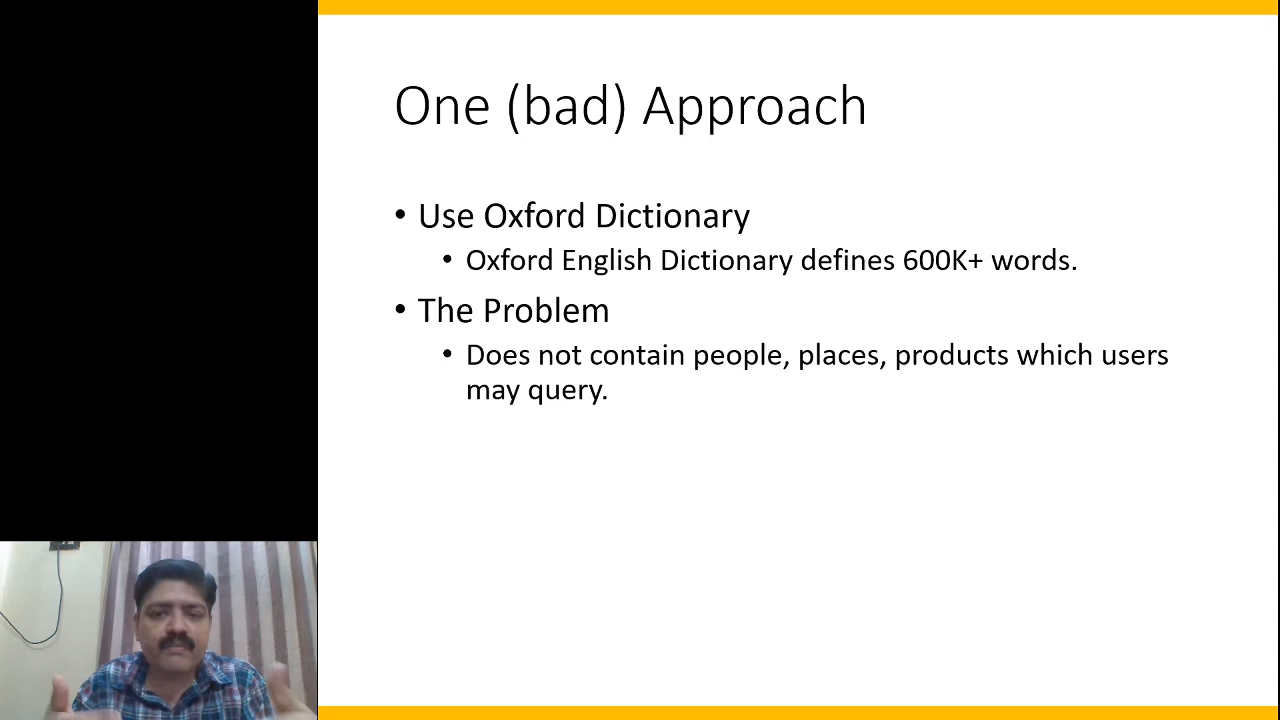 One (bad) Approach
• Use Oxford Dictionary
• Oxford English Dictionary defines 600K+ words.
• The Problem
• Does not contain people, places, products which users
may query.